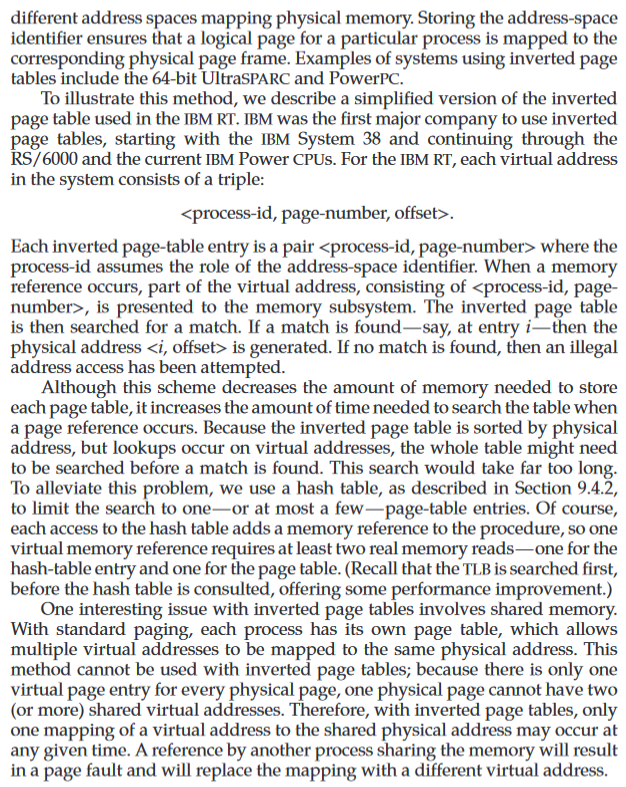 different address spaces mapping physical memory. Storing the address-space
identifier ensures that a logical page for a particular process is mapped to the
corresponding physical page frame. Examples of systems using inverted page
tables include the 64-bit UltraSPARC and PowerPC.
To illustrate this method, we describe a simplified version of the inverted
page table used in the IBM RT. IBM was the first major company to use inverted
page tables, starting with the IBM System 38 and continuing through the
RS/6000 and the current IBM Power CPUs. For the IBM RT, each virtual address
in the system consists of a triple:
<process-id, page-number, offset>.
Each inverted page-table entry is a pair <process-id, page-number> where the
process-id assumes the role of the address-space identifier. When a memory
reference occurs, part of the virtual address, consisting of <process-id, page-
number>, is presented to the memory subsystem. The inverted page table
is then searched for a match. If a match is found—say, at entry i—then the
physical address <i, offset> is generated. If no match is found, then an illegal
address access has been attempted.
Although this scheme decreases the amount of memory needed to store
each page table, it increases the amount of time needed to search the table when
a page reference occurs. Because the inverted page table is sorted by physical
address, but lookups occur on virtual addresses, the whole table might need
to be searched before a match is found. This search would take far too long.
To alleviate this problem, we use a hash table, as described in Section 9.4.2,
to limit the search to one—or at most a few—page-table entries. Of course,
each access to the hash table adds a memory reference to the procedure, so one
virtual memory reference requires at least two real memory reads—one for the
hash-table entry and one for the page table. (Recall that the TLB is searched first,
before the hash table is consulted, offering some performance improvement.)
One interesting issue with inverted page tables involves shared memory.
With standard paging, each process has its own page table, which allows
multiple virtual addresses to be mapped to the same physical address. This
method cannot be used with inverted page tables; because there is only one
virtual page entry for every physical page, one physical page cannot have two
(or more) shared virtual addresses. Therefore, with inverted page tables, only
one mapping of a virtual address to the shared physical address may occur at
any given time. A reference by another process sharing the memory will result
in a page fault and will replace the mapping with a different virtual address.